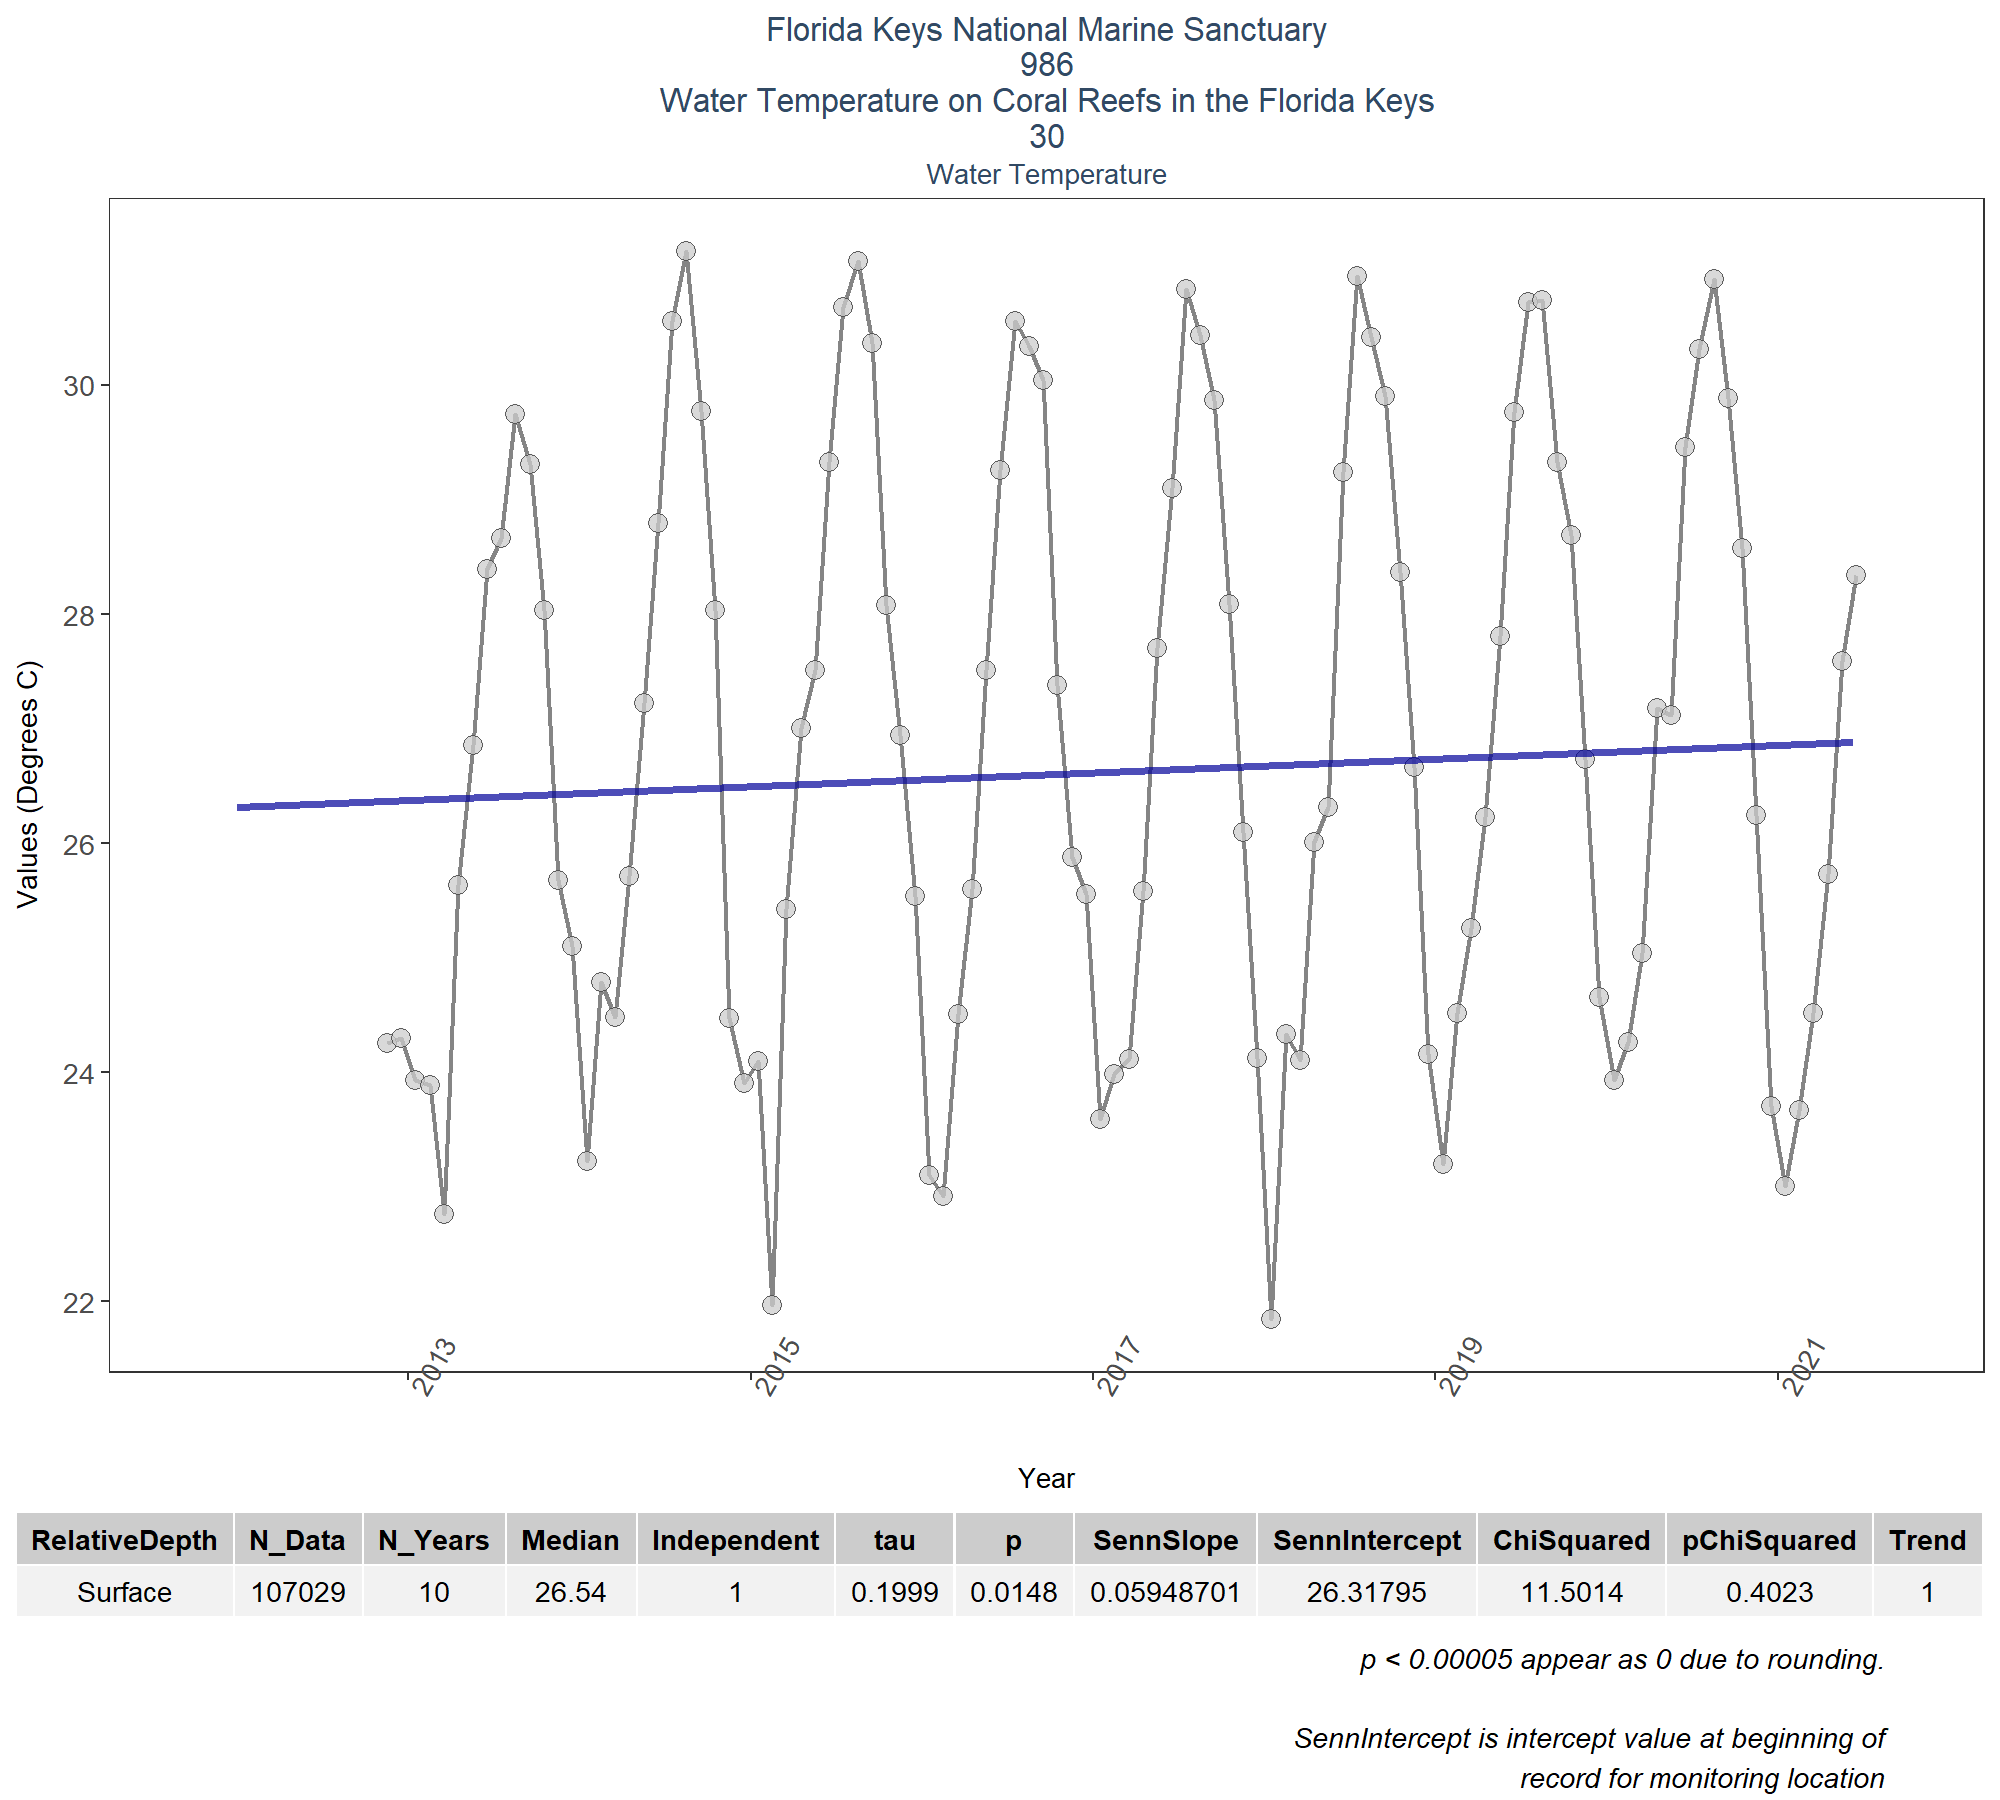 Florida Keys National Marine Sanctuary
986
Water Temperature on Coral Reefs in the Florida Keys
30
Water Temperature
Values (Degrees C)
30
28
26
24
22
2013 2015 2017 2019 2021
Year
RelativeDepth N_Data N_Years Median Independent tau p SennSlope SennIntercept ChiSquared pChiSquared Trend
Surface 107029 10 26.54 1 0.1999 0.0148 0.05948701 26.31795 11.5014 0.4023 1
p < 0.00005 appear as 0 due to rounding.
SennIntercept is intercept value at beginning of
record for monitoring location